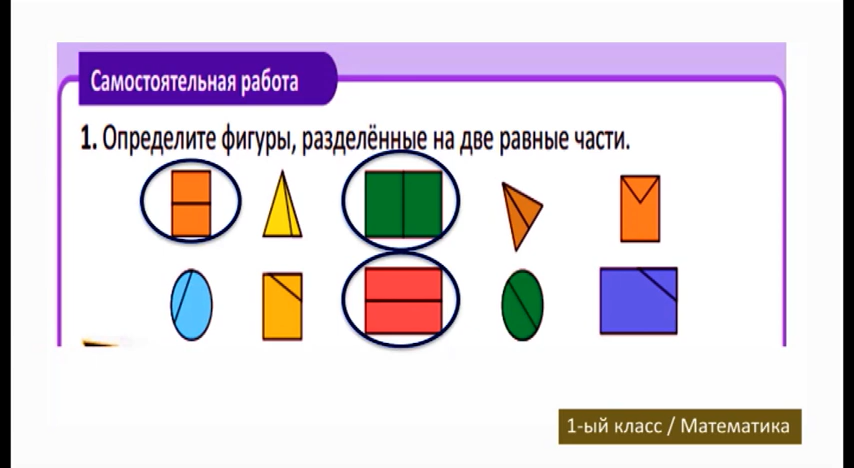 Самостоятельная работа
1. Определите фигуры, разделённые на две равные части.
1-ый класс / Математика